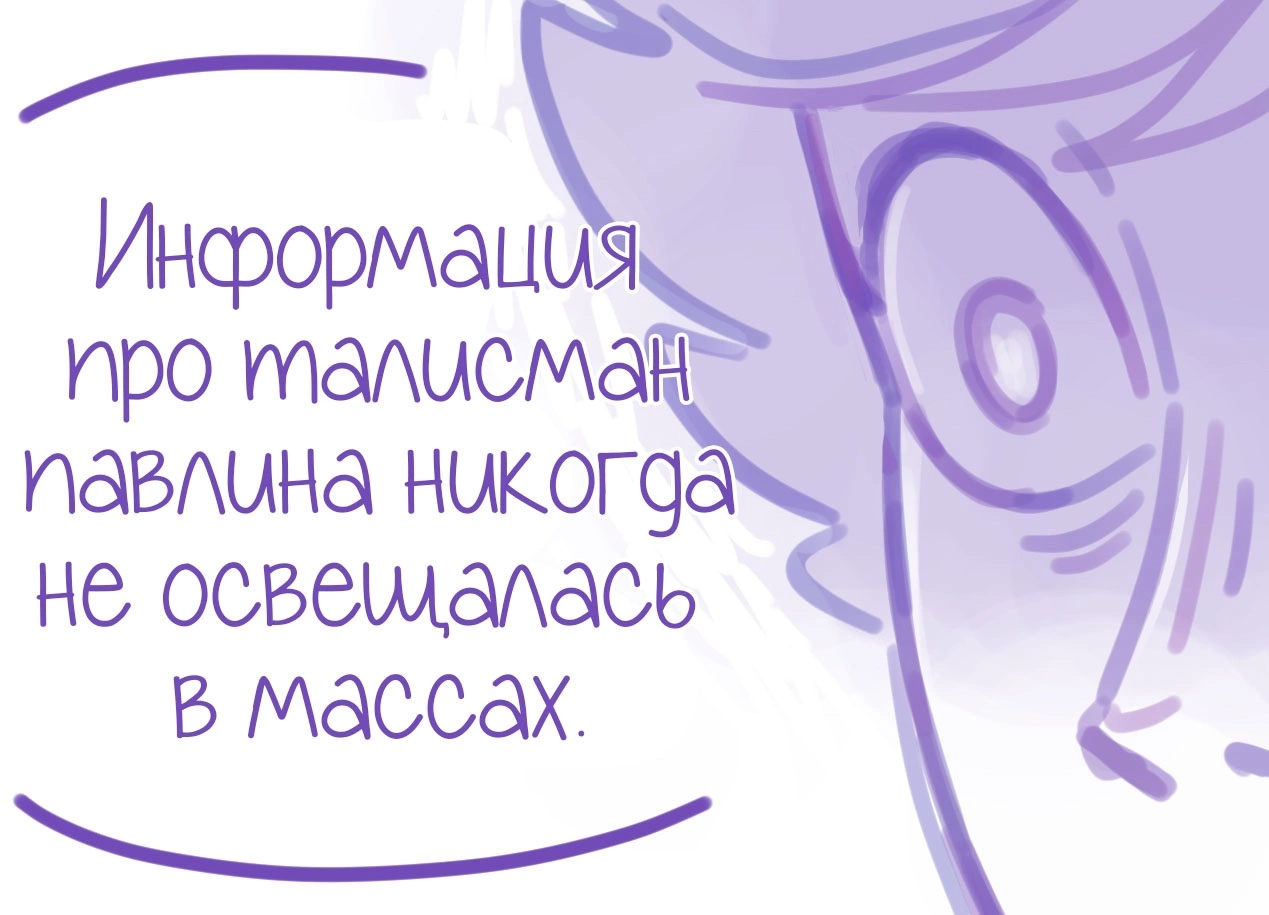 Информация
про талисман
павлина никогда
не освещалась
в массах.